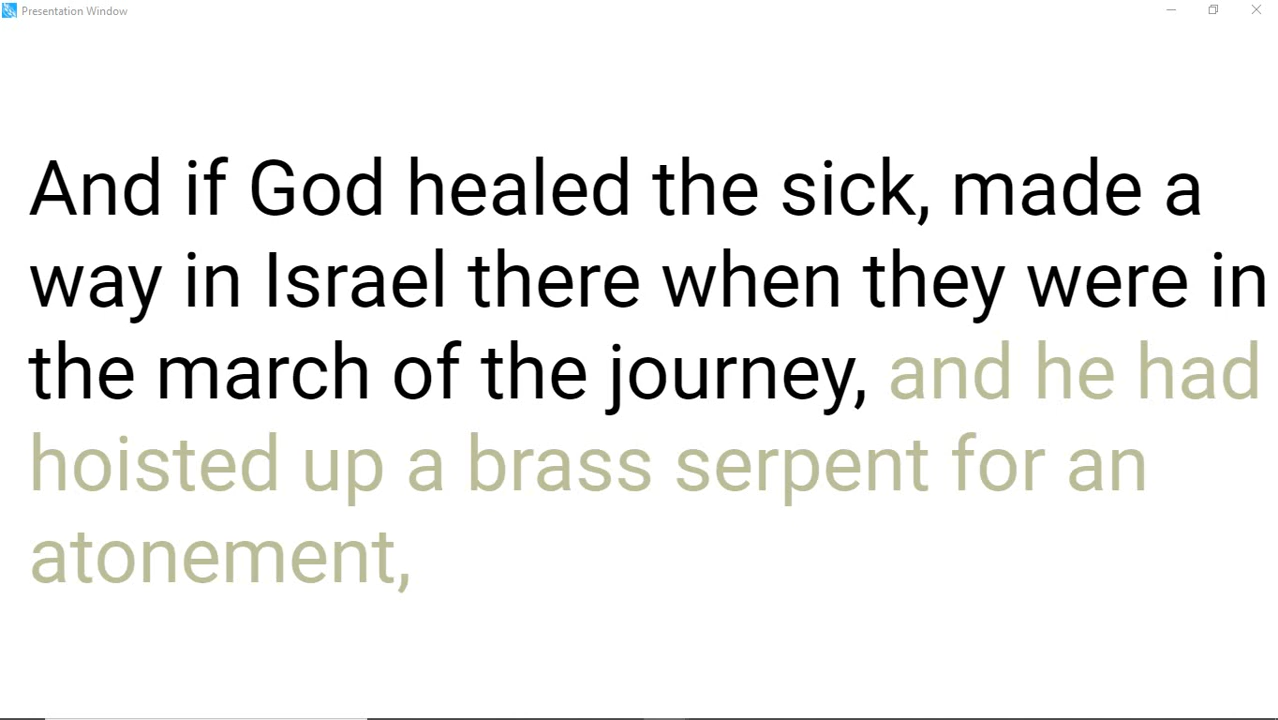 Presentation Window
And if God healed the sick, made a
way in Israel there when they were in
the march of the journey, and he had
hoisted up a brass serpent for an
atonement,